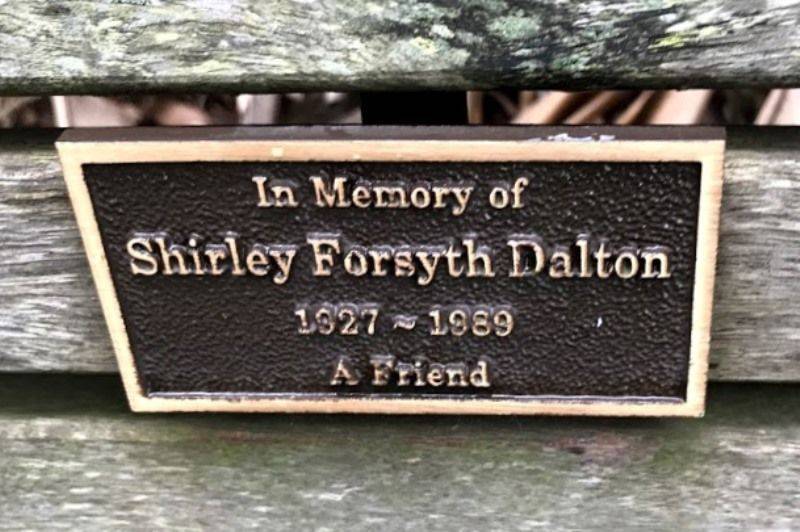 In Memory of
Shirley Forsyth Dalton
1927 ~ 1989
A Friend